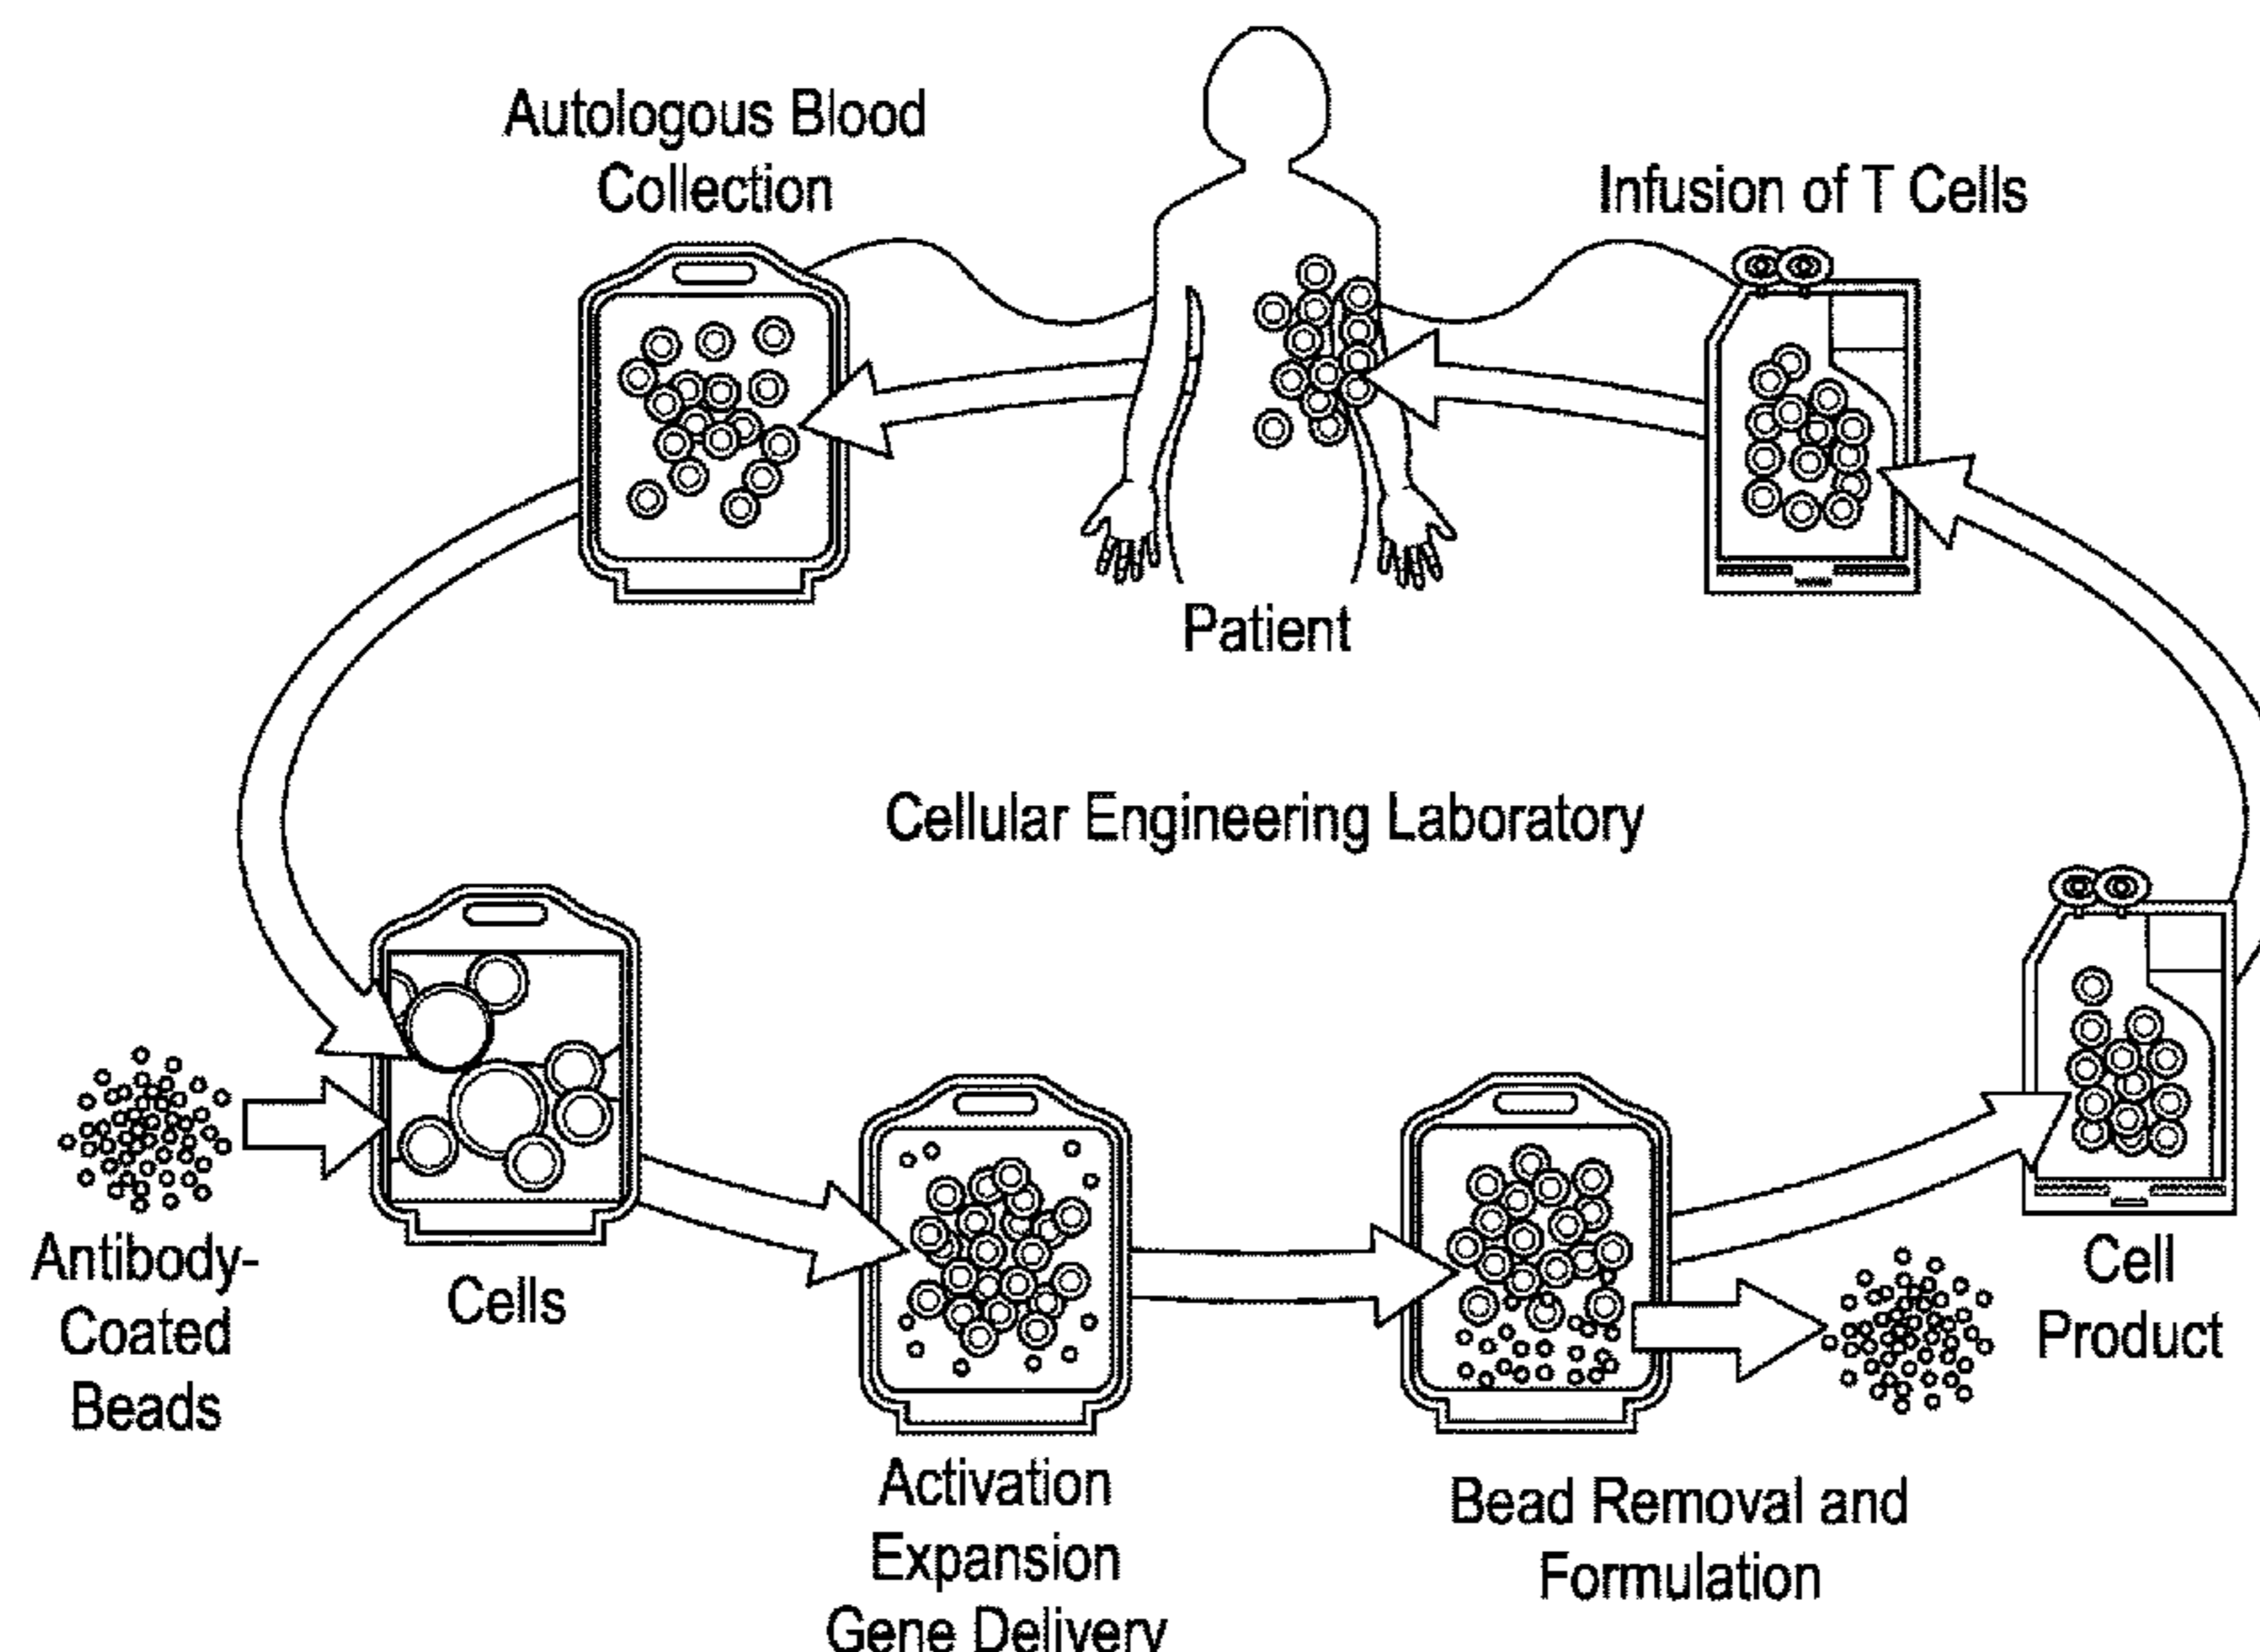 Autologous Blood
Collection
Infusion of T Cells
Patient
Cellular Engineering Laboratory
Antibody-
Coated
Beads
Cells
Activation
Expansion
Gene Delivery
Bead Removal and
Formulation
Cell
Product